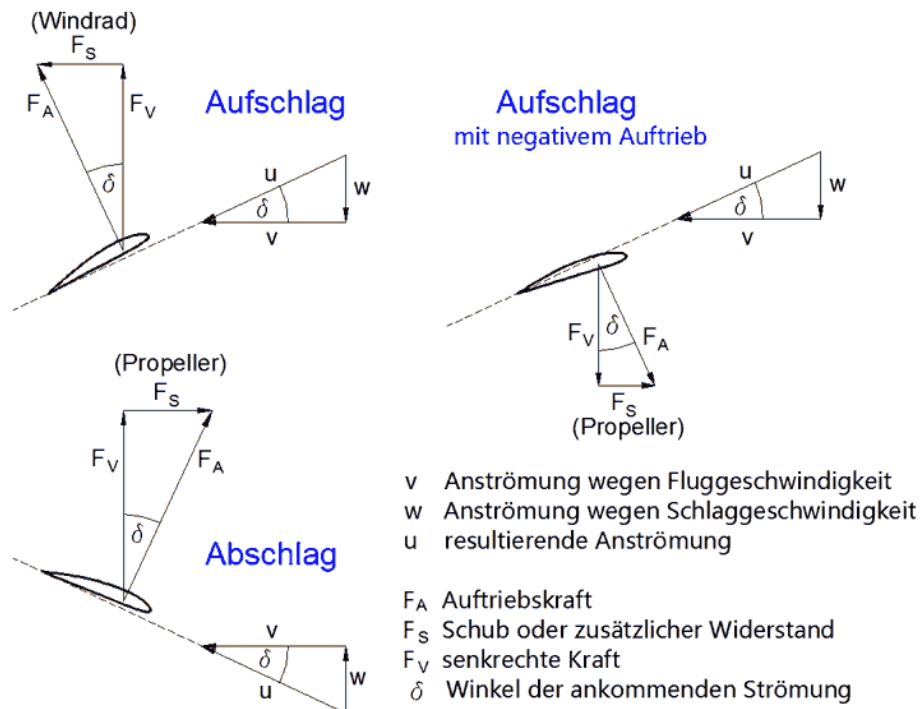 (Windrad)
F_S
F_A
F_V
δ
Aufschlag
u
δ
w
v
Aufschlag
mit negativem Auftrieb
u
δ
w
v
F_V
δ
F_A
F_S
(Propeller)
(Propeller)
F_S
F_V
F_A
δ
Abschlag
v
δ
u
w
v Anströmung wegen Fluggeschwindigkeit
w Anströmung wegen Schlaggeschwindigkeit
u resultierende Anströmung
F_A Auftriebskraft
F_S Schub oder zusätzlicher Widerstand
F_V senkrechte Kraft
δ Winkel der ankommenden Strömung